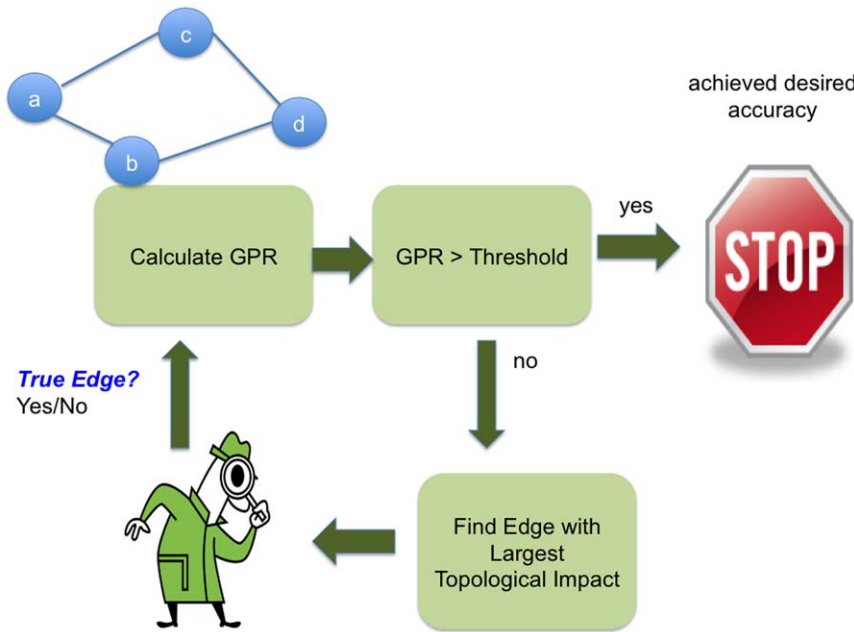 c
a
d
b
achieved desired
accuracy
Calculate GPR
GPR > Threshold
yes
STOP
no
True Edge?
Yes/No
Find Edge with
Largest
Topological Impact